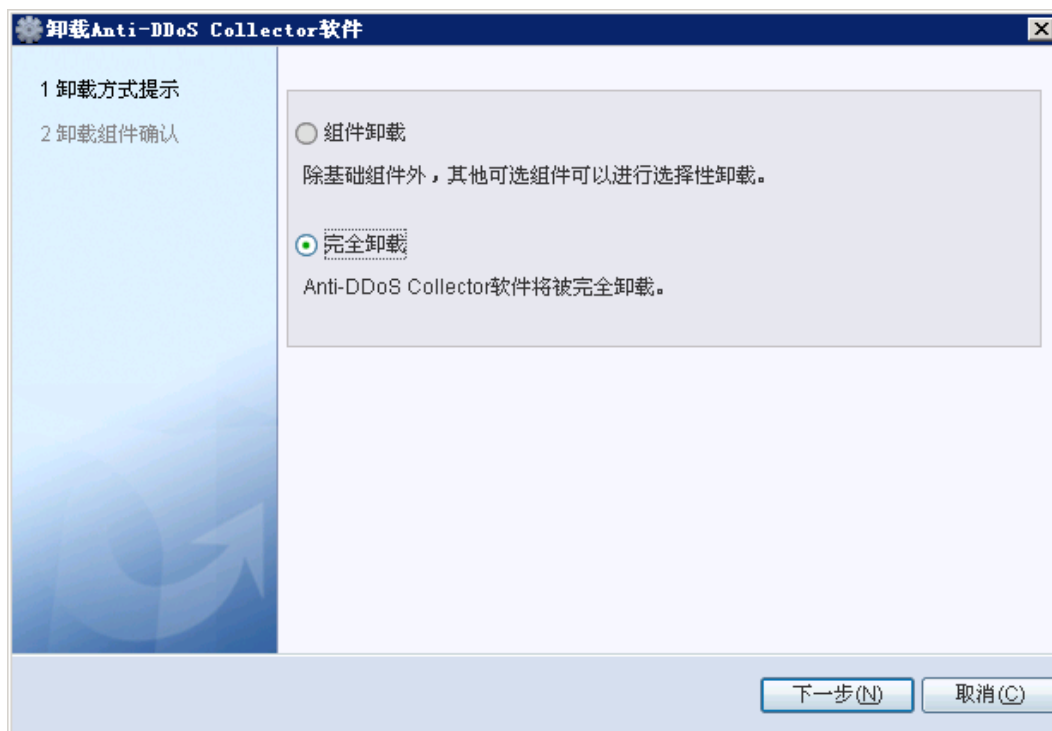 卸载Anti-DDoS Collector软件
1 卸载方式提示
2 卸载组件确认
组件卸载
除基础组件外，其他可选组件可以进行选择性卸载。
完全卸载
Anti-DDoS Collector软件将被完全卸载。
下一步(N)
取消(C)